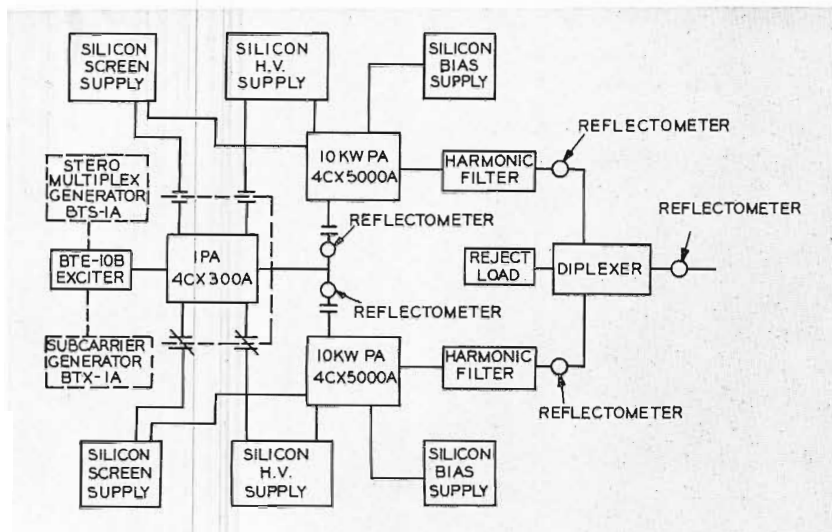 SILICON
SCREEN
SUPPLY
SILICON
H.V.
SUPPLY
SILICON
BIAS
SUPPLY
REFLECTOMETER
10 KW PA
4CX5000A
HARMONIC
FILTER
STERO
MULTIPLEX
GENERATOR
BTS-1A
REFLECTOMETER
REFLECTOMETER
BTE-10B
EXCITER
IPA
4CX300A
REJECT
LOAD
DIPLEXER
REFLECTOMETER
SUBCARRIER
GENERATOR
BTX-1A
10KW PA
4CX5000A
HARMONIC
FILTER
REFLECTOMETER
SILICON
SCREEN
SUPPLY
SILICON
H.V.
SUPPLY
SILICON
BIAS
SUPPLY